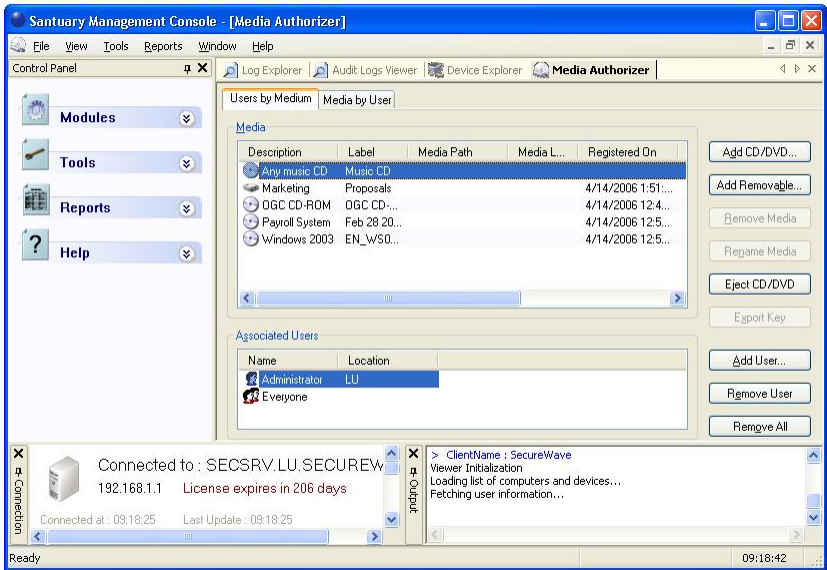 Santuary Management Console - [Media Authorizer]
File View Tools Reports Window Help
Control Panel
Log Explorer Audit Logs Viewer Device Explorer Media Authorizer
Modules
Tools
Reports
Help
Users by Medium Media by User
Media
Description Label Media Path Media L... Registered On
Any music CD Music CD
Marketing Proposals 4/14/2006 1:51:...
OGC CD-ROM OGC CD-... 4/14/2006 12:4...
Payroll System Feb 28 20... 4/14/2006 12:5...
Windows 2003 EN_WS0... 4/14/2006 12:5...
Add CD/DVD...
Add Removable...
Remove Media
Rename Media
Eject CD/DVD
Export Key
Associated Users
Name Location
Administrator LU
Everyone
Add User...
Remove User
Remove All
Connection
Connected to : SECSRV.LU.SECUREW
192.168.1.1 License expires in 206 days
Connected at : 09:18:25 Last Update : 09:18:25
Output
> ClientName : SecureWave
Viewer Initialization
Loading list of computers and devices...
Fetching user information...
Ready 09:18:42